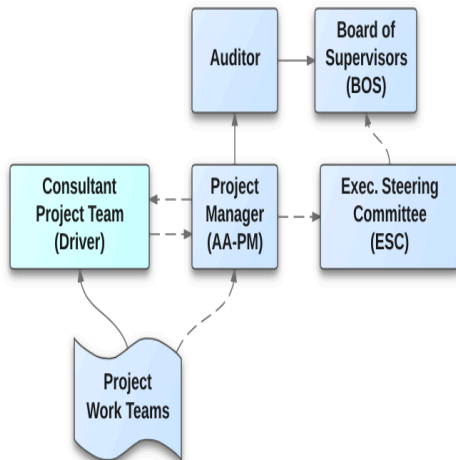 Auditor
Board of
Supervisors
(BOS)
Consultant
Project Team
(Driver)
Project
Manager
(AA-PM)
Exec. Steering
Committee
(ESC)
Project
Work Teams